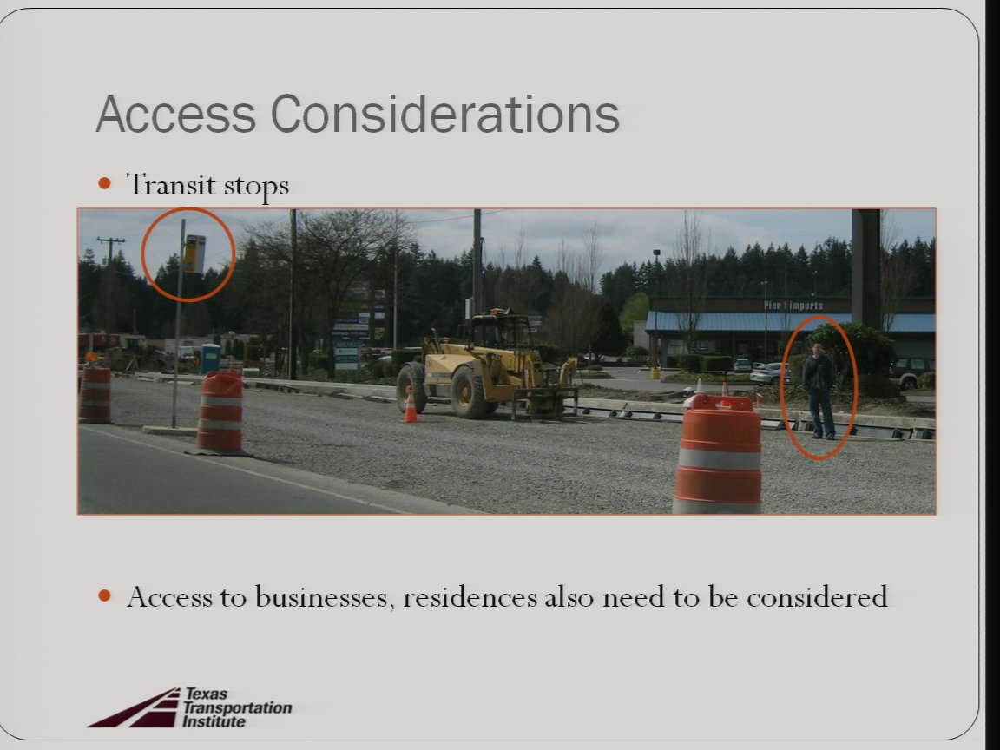 Access Considerations
Transit stops
Pier 1 imports
Access to businesses, residences also need to be considered
Texas
Transportation
Institute